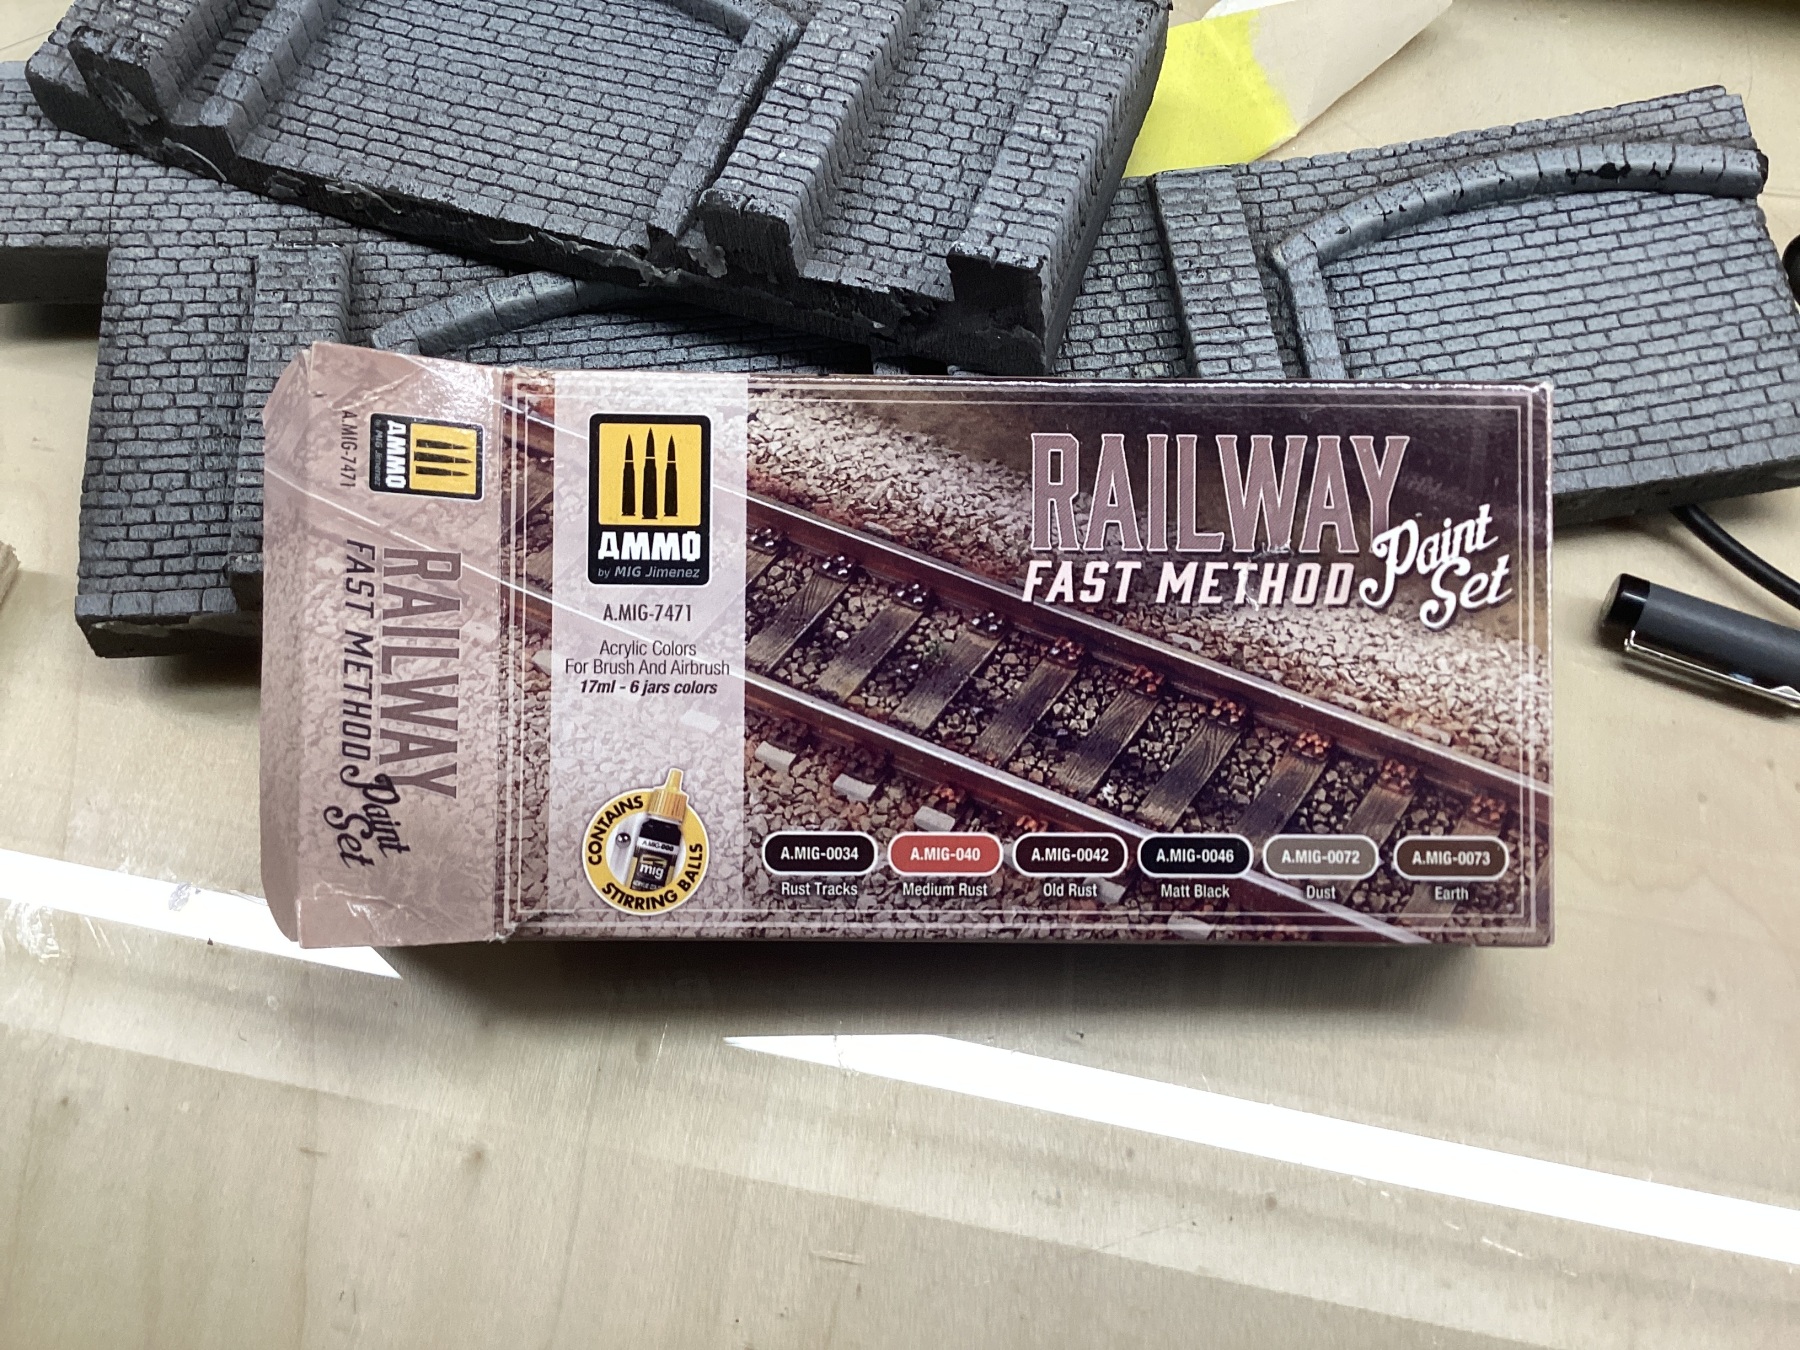 A.MIG-7471
AMMO
by MIG Jimenez
RAILWAY
FAST METHOD
Paint
Set
AMMO
by MIG Jimenez
A.MIG-7471
Acrylic Colors
For Brush And Airbrush
17ml - 6 jars colors
CONTAINS
STIRRING BALLS
mig
RAILWAY
FAST METHOD
Paint
Set
A.MIG-0034
Rust Tracks
A.MIG-040
Medium Rust
A.MIG-0042
Old Rust
A.MIG-0046
Matt Black
A.MIG-0072
Dust
A.MIG-0073
Earth